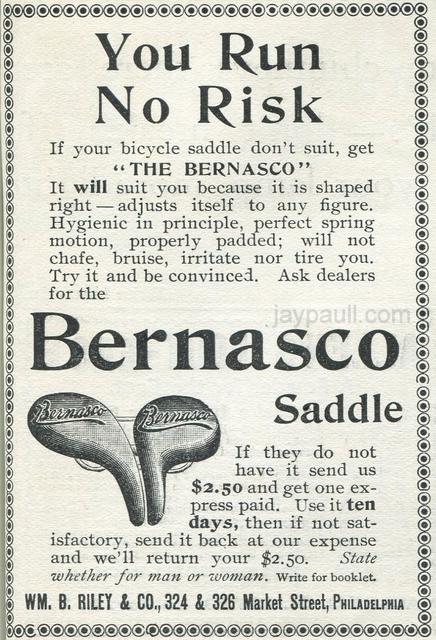 You Run
No Risk
If your bicycle saddle don't suit, get
"THE BERNASCO"
It will suit you because it is shaped
right — adjusts itself to any figure.
Hygienic in principle, perfect spring
motion, properly padded; will not
chafe, bruise, irritate nor tire you.
Try it and be convinced. Ask dealers
for the
jaypaull.com
Bernasco
Saddle
Bernasco
Bernasco
If they do not
have it send us
$2.50 and get one ex-
press paid. Use it ten
days, then if not sat-
isfactory, send it back at our expense
and we'll return your $2.50. State
whether for man or woman. Write for booklet.
WM. B. RILEY & CO., 324 & 326 Market Street, PHILADELPHIA